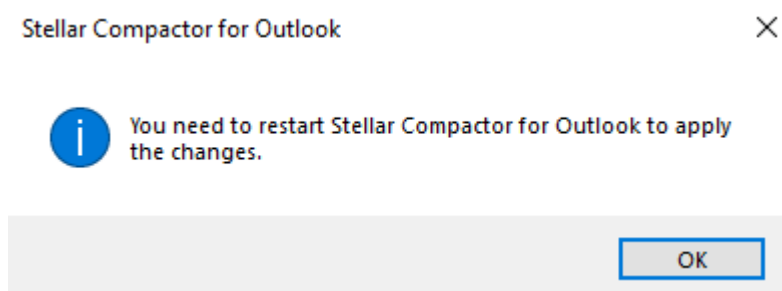 Stellar Compactor for Outlook
You need to restart Stellar Compactor for Outlook to apply
the changes.
OK